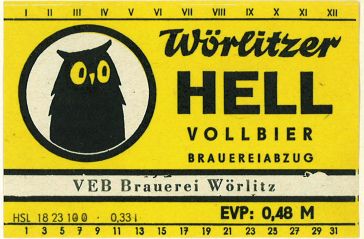 I II III IV V VI VII VIII IX X XI XII
Wörlitzer
HELL
VOLLBIER
BRAUEREIABZUG
VEB Brauerei Wörlitz
HSL 18 23 10 0 · 0,33 l
EVP: 0,48 M
1 3 5 7 9 11 13 15 17 19 21 23 25 27 29 31